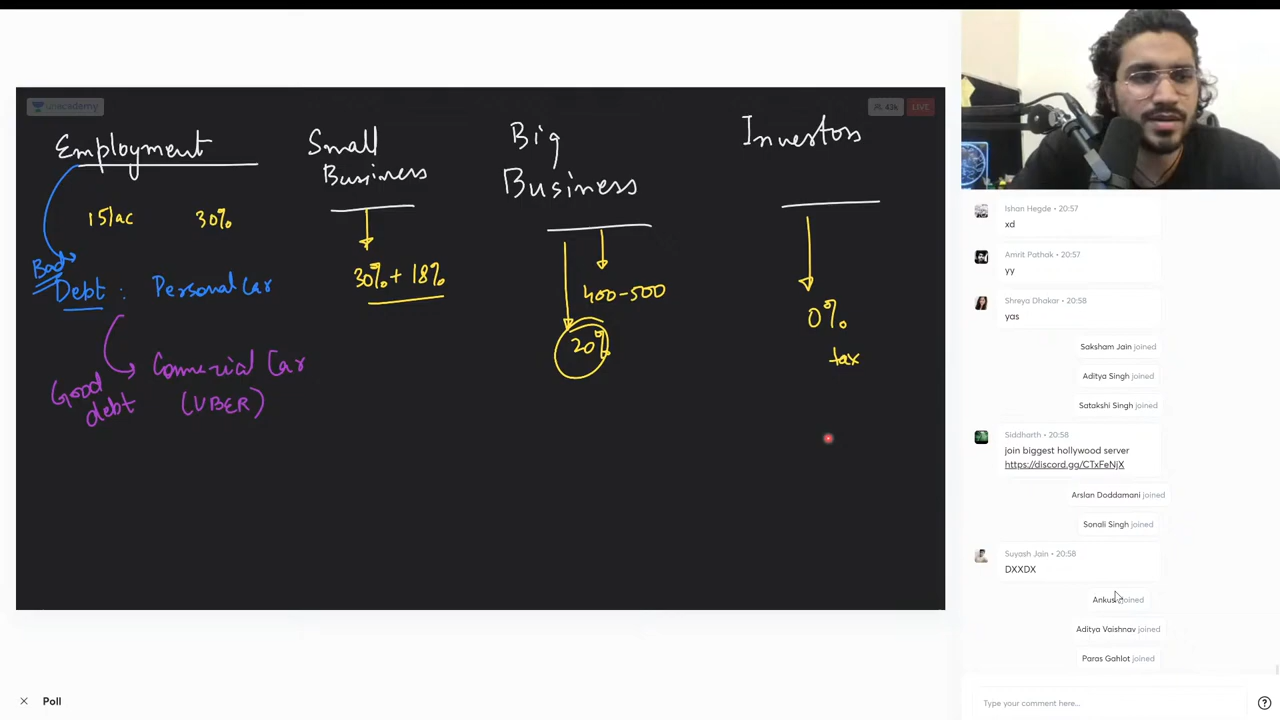 unacademy
43k
LIVE
Employment
15lac 30%
Bad
Debt : Personal Car
Good
debt
Comercial Car
(UBER)
Small
Bussiness
30% + 18%
Big
Business
400-500
20%
Investors
0%
tax
Ishan Hegde • 20:57
xd
Amrit Pathak • 20:58
yy
Shreya Dhakar • 20:58
yas
Saksham Jain joined
Aditya Singh joined
Satakshi Singh joined
Siddharth • 20:58
join biggest hollywood server
https://discord.gg/CTxFeNjX
Arslan Doddamani joined
Sonali Singh joined
Suyash Jain • 20:58
DXXDX
Ankus joined
Aditya Vaishnav joined
Paras Gahlot joined
Poll
Type your comment here...